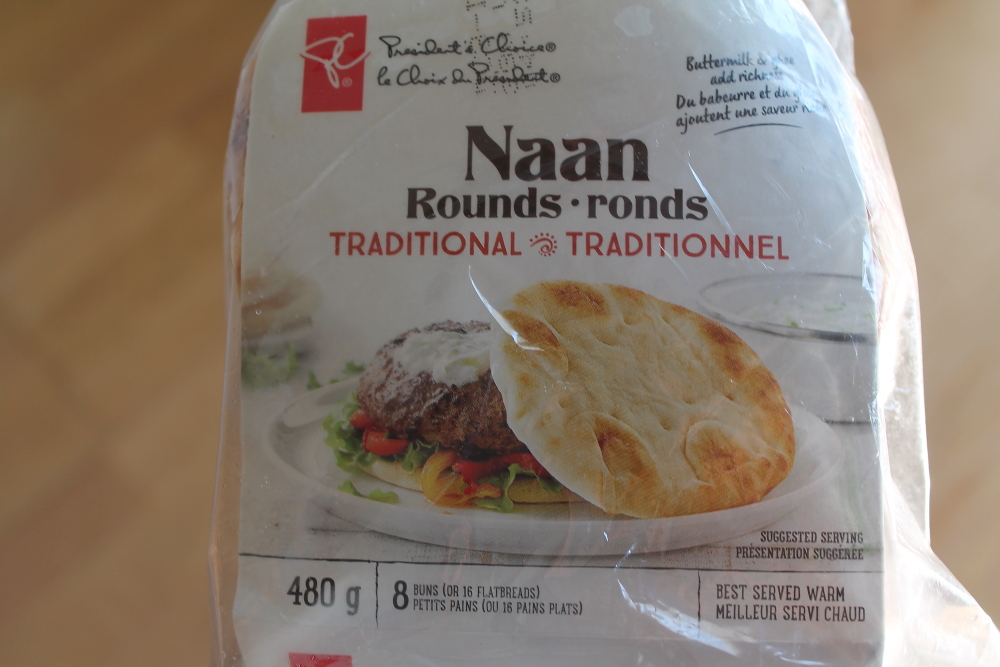 President's Choice®
le Choix du Président®
Buttermilk &
add
Du babeurre et du
ajoutent une saveur
Naan
Rounds • ronds
TRADITIONAL TRADITIONNEL
SUGGESTED SERVING
PRÉSENTATION SUGGÉRÉE
480 g
8 BUNS (OR 16 FLATBREADS)
PETITS PAINS (OU 16 PAINS PLATS)
BEST SERVED WARM
MEILLEUR SERVI CHAUD